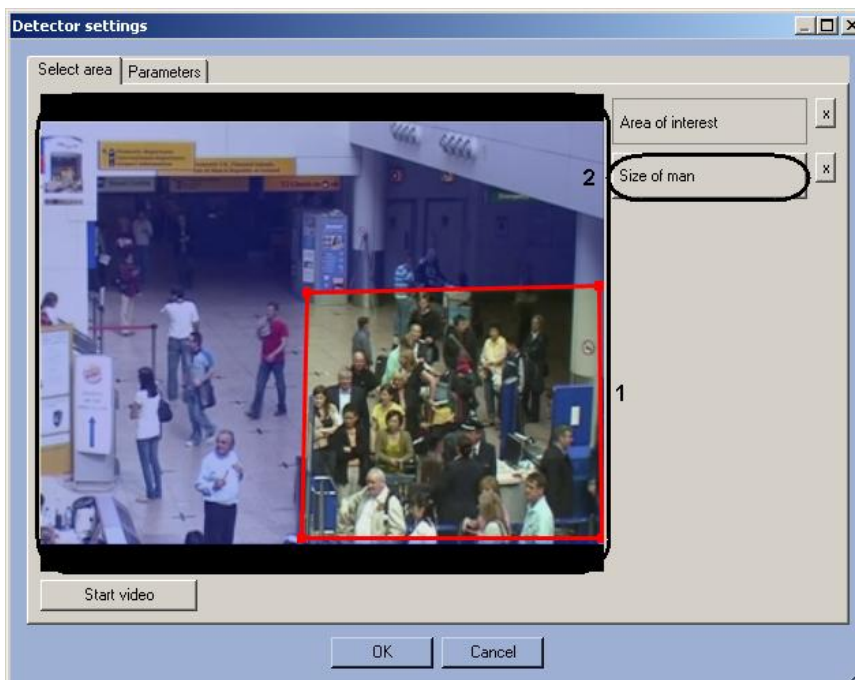 Detector settings
Select area
Parameters
Area of interest
x
2
Size of man
x
1
Start video
OK
Cancel